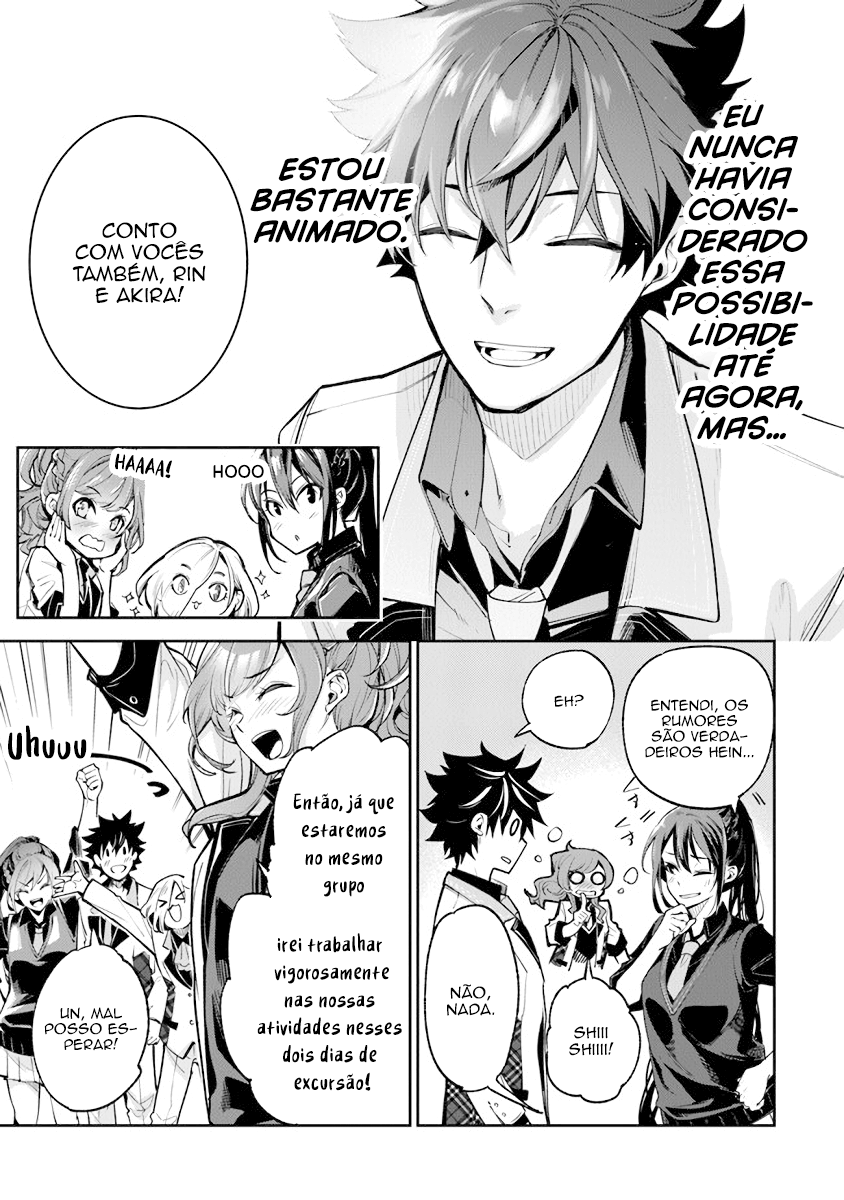 EU
NUNCA
HAVIA
CONSI-
DERADO
ESSA
POSSIBI-
LIDADE
ATÉ
AGORA,
MAS...
ESTOU
BASTANTE
ANIMADO.
CONTO
COM VOCÊS
TAMBÉM, RIN
E AKIRA!
HOOO
HAAAA!
ENTENDI, OS
RUMORES
SÃO VERDA-
DEIROS HEIN...
EH?
SHIII
SHIIII!
NÃO,
NADA.
Então, já que
estaremos
no mesmo
grupo
irei trabalhar
vigorosamente
nas nossas
atividades nesses
dois dias de
excursão!
Uhuuu
UN, MAL
POSSO ES-
PERAR!